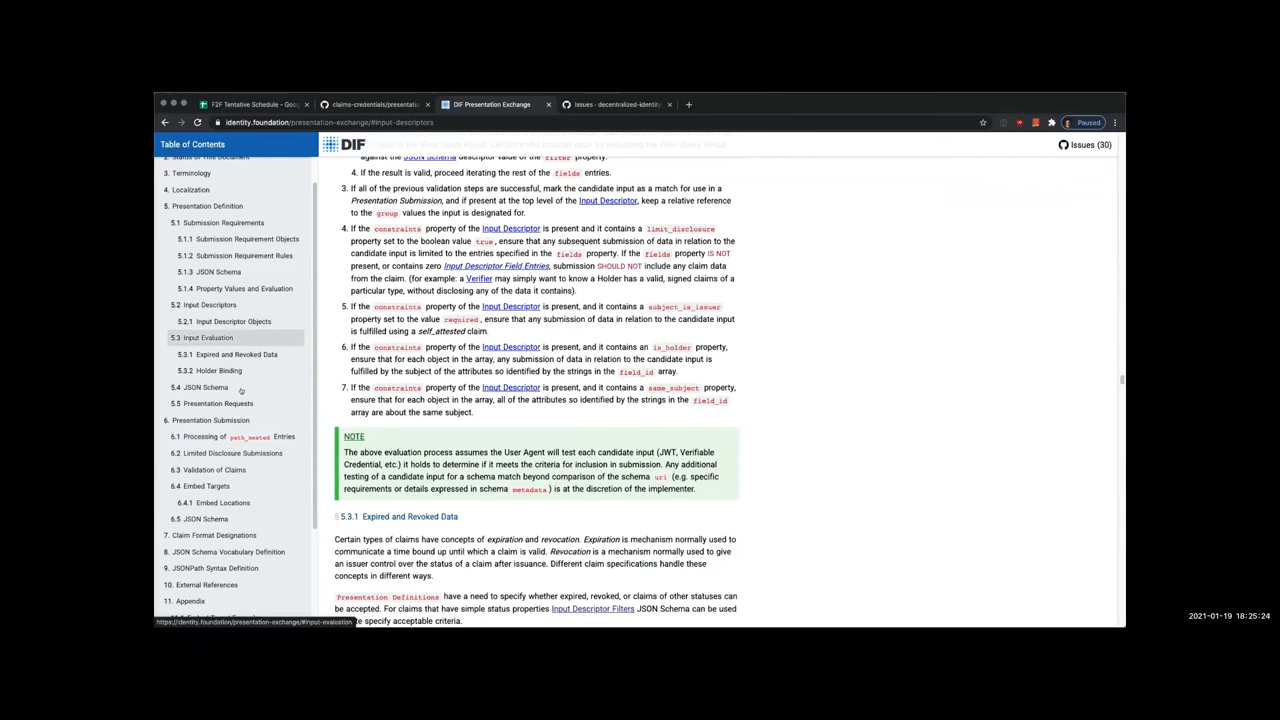 F2F Tentative Schedule - Goog
claims-credentials/presentatio
DIF Presentation Exchange
Issues · decentralized-identity
identity.foundation/presentation-exchange/#input-descriptors
Paused
Table of Contents
DIF
Issues (30)
2. Status of This Document
3. Terminology
4. Localization
5. Presentation Definition
5.1 Submission Requirements
5.1.1 Submission Requirement Objects
5.1.2 Submission Requirement Rules
5.1.3 JSON Schema
5.1.4 Property Values and Evaluation
5.2 Input Descriptors
5.2.1 Input Descriptor Objects
5.3 Input Evaluation
5.3.1 Expired and Revoked Data
5.3.2 Holder Binding
5.4 JSON Schema
5.5 Presentation Requests
6. Presentation Submission
6.1 Processing of path_nested Entries
6.2 Limited Disclosure Submissions
6.3 Validation of Claims
6.4 Embed Targets
6.4.1 Embed Locations
6.5 JSON Schema
7. Claim Format Designations
8. JSON Schema Vocabulary Definition
9. JSONPath Syntax Definition
10. External References
11. Appendix
https://identity.foundation/presentation-exchange/#input-evaluation
against the JSON Schema descriptor value of the filter property.
4. If the result is valid, proceed iterating the rest of the fields entries.
3. If all of the previous validation steps are successful, mark the candidate input as a match for use in a
Presentation Submission, and if present at the top level of the Input Descriptor, keep a relative reference
to the group values the input is designated for.
4. If the constraints property of the Input Descriptor is present and it contains a limit_disclosure
property set to the boolean value true, ensure that any subsequent submission of data in relation to the
candidate input is limited to the entries specified in the fields property. If the fields property IS NOT
present, or contains zero Input Descriptor Field Entries, submission SHOULD NOT include any claim data
from the claim. (for example: a Verifier may simply want to know a Holder has a valid, signed claims of a
particular type, without disclosing any of the data it contains).
5. If the constraints property of the Input Descriptor is present, and it contains a subject_is_issuer
property set to the value required, ensure that any submission of data in relation to the candidate input
is fulfilled using a self_attested claim.
6. If the constraints property of the Input Descriptor is present, and it contains an is_holder property,
ensure that for each object in the array, any submission of data in relation to the candidate input is
fulfilled by the subject of the attributes so identified by the strings in the field_id array.
7. If the constraints property of the Input Descriptor is present, and it contains a same_subject property,
ensure that for each object in the array, all of the attributes so identified by the strings in the field_id
array are about the same subject.
NOTE
The above evaluation process assumes the User Agent will test each candidate input (JWT, Verifiable
Credential, etc.) it holds to determine if it meets the criteria for inclusion in submission. Any additional
testing of a candidate input for a schema match beyond comparison of the schema uri (e.g. specific
requirements or details expressed in schema metadata) is at the discretion of the implementer.
§ 5.3.1 Expired and Revoked Data
Certain types of claims have concepts of expiration and revocation. Expiration is mechanism normally used to
communicate a time bound up until which a claim is valid. Revocation is a mechanism normally used to give
an issuer control over the status of a claim after issuance. Different claim specifications handle these
concepts in different ways.
Presentation Definitions have a need to specify whether expired, revoked, or claims of other statuses can
be accepted. For claims that have simple status properties Input Descriptor Filters JSON Schema can be used
specify acceptable criteria.
2021-01-19 18:25:24